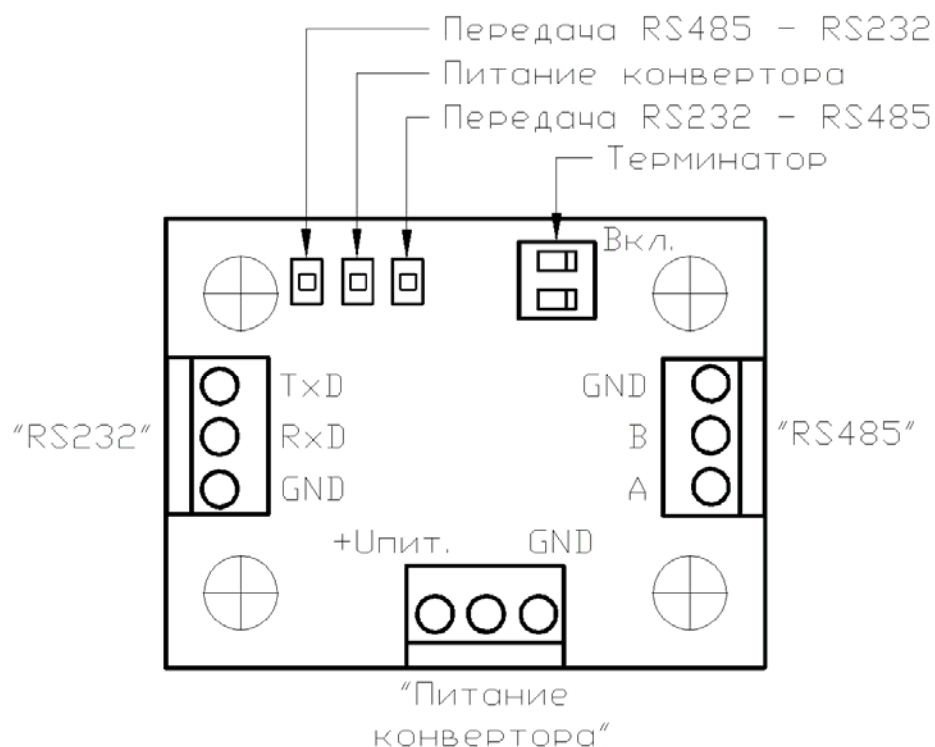 Передача RS485 - RS232
Питание конвертора
Передача RS232 - RS485
Терминатор
Вкл.
TxD
GND
"RS232"
RxD
B
"RS485"
GND
A
+Uпит.
GND
"Питание
конвертора"